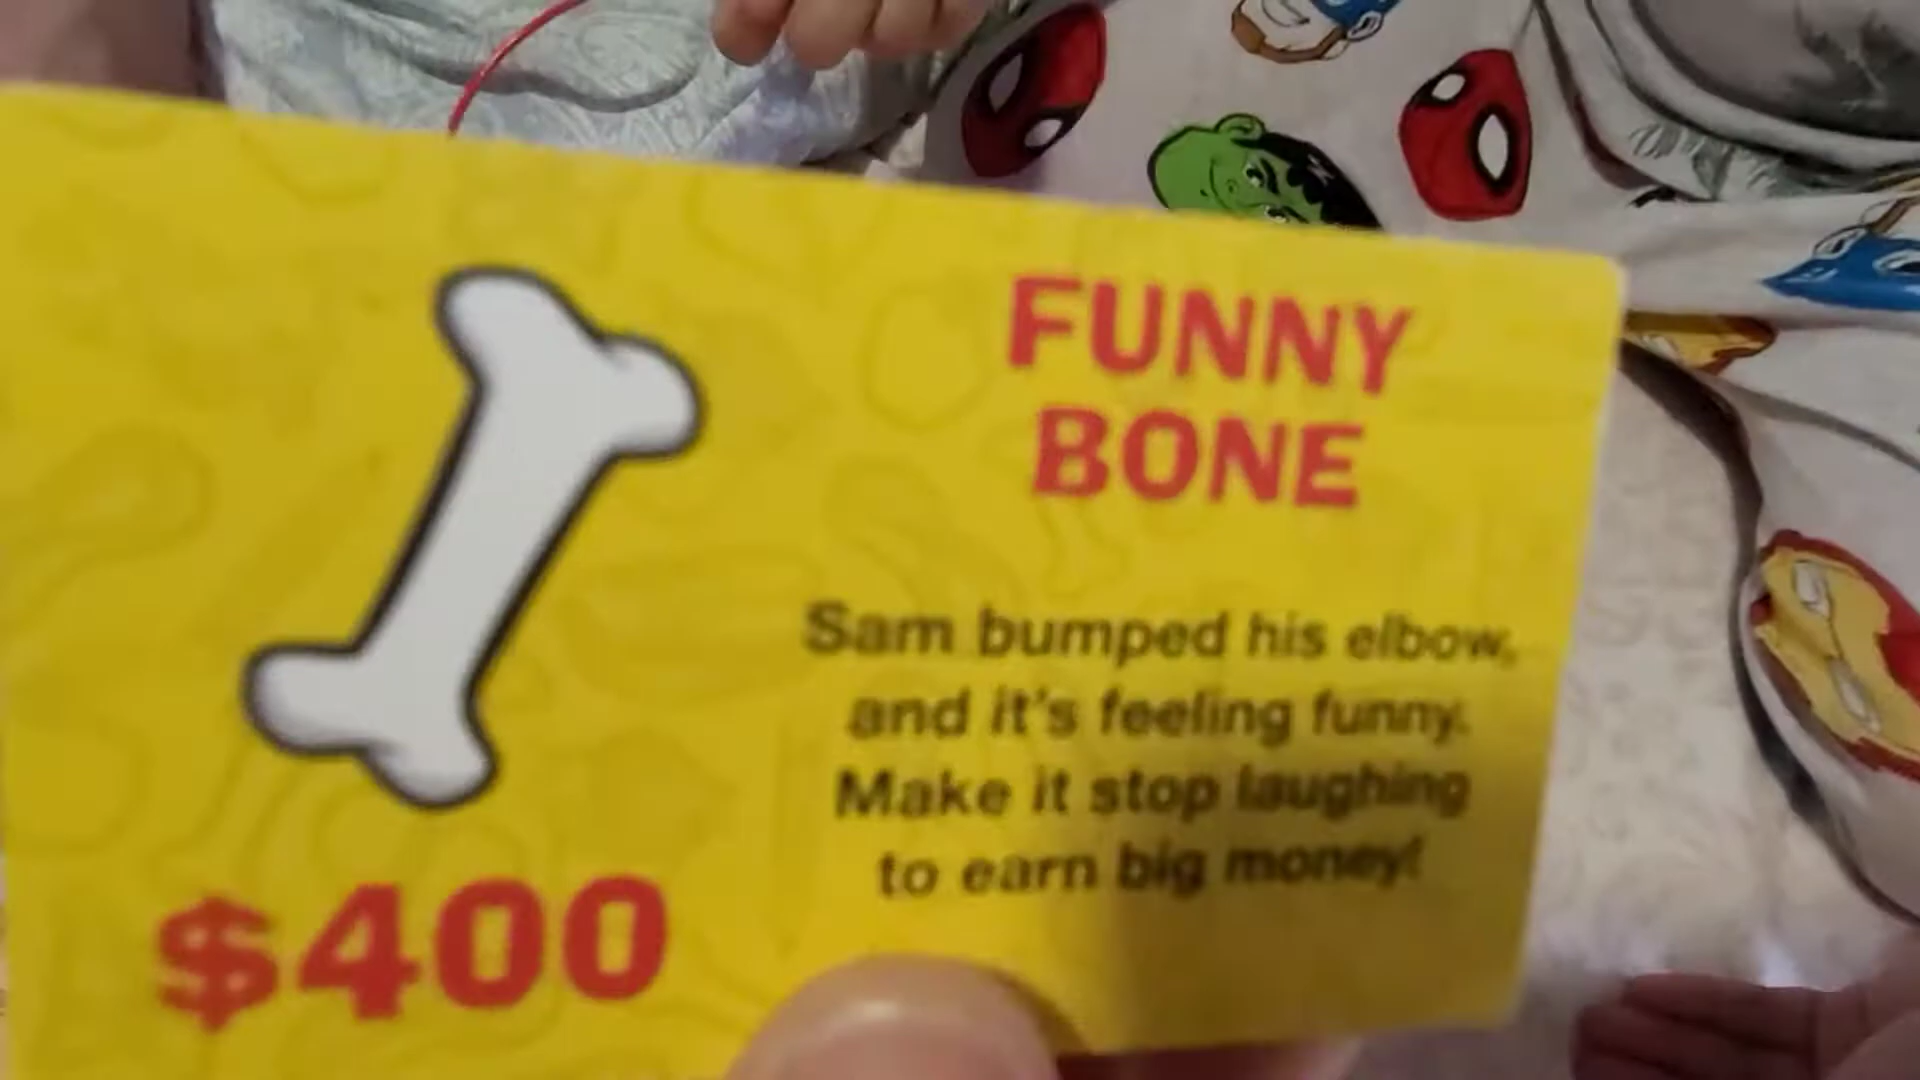 FUNNY
BONE
Sam bumped his elbow,
and it's feeling funny.
Make it stop laughing
to earn big money!
$400